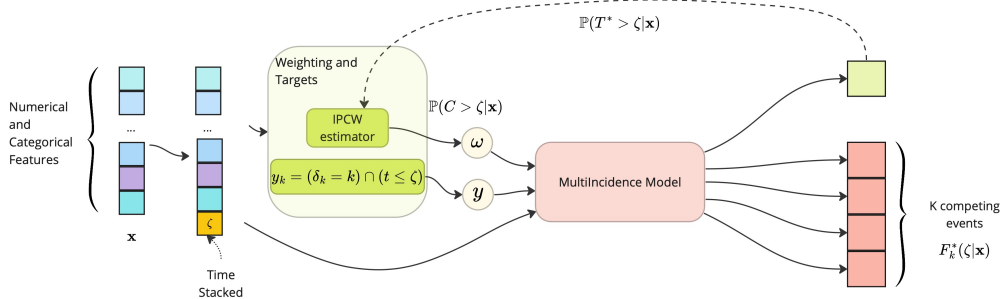 ℙ(T* > ζ|𝐱)
Weighting and
Targets
Numerical
and
Categorical
Features
...
...
IPCW
estimator
ℙ(C > ζ|𝐱)
ω
y_k = (δ_k = k) ∩ (t ≤ ζ)
y
MultiIncidence Model
K competing
events
F*_k(ζ|𝐱)
ζ
𝐱
Time
Stacked